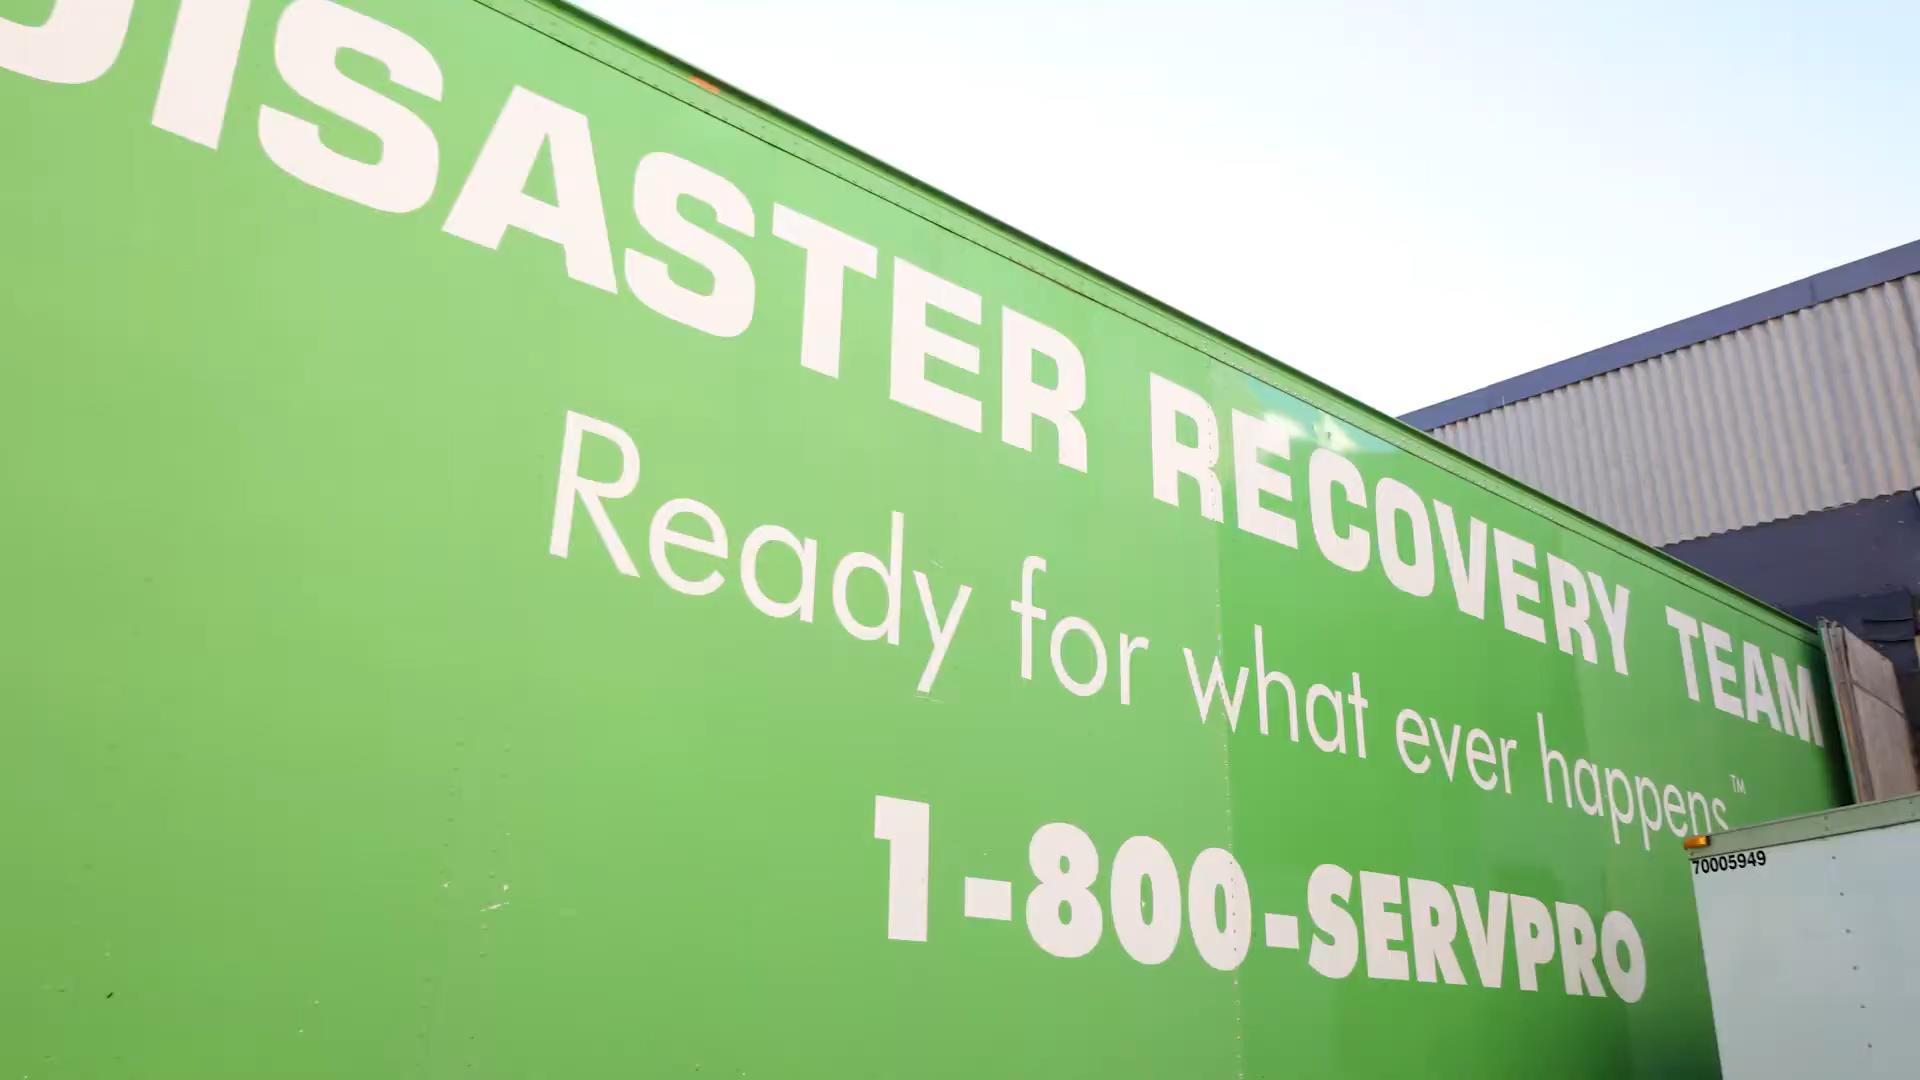 DISASTER RECOVERY TEAM
Ready for what ever happens™
1-800-SERVPRO
70005949